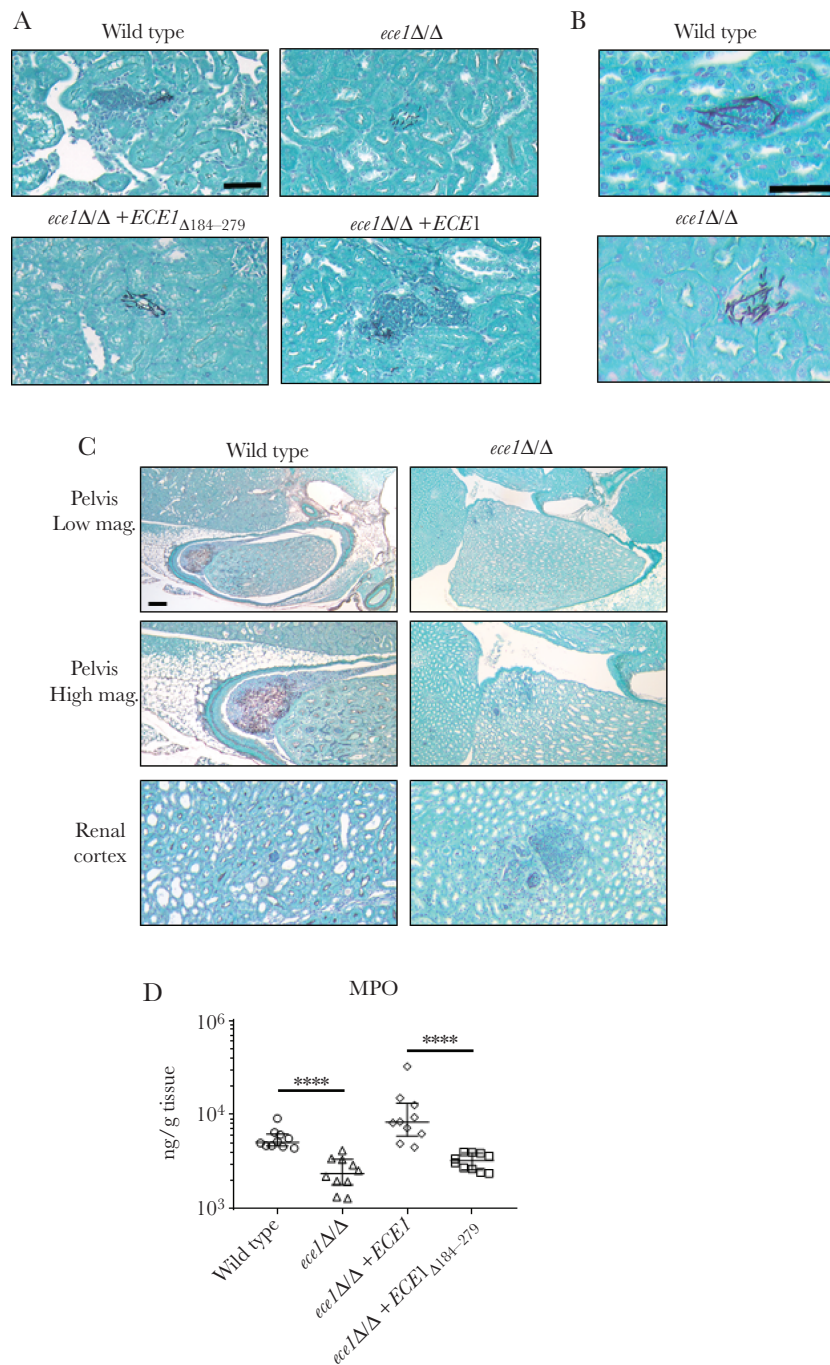 A
Wild type
ece1Δ/Δ
B
Wild type
ece1Δ/Δ +ECE1Δ184–279
ece1Δ/Δ +ECE1
ece1Δ/Δ
C
Wild type
ece1Δ/Δ
Pelvis
Low mag.
Pelvis
High mag.
Renal
cortex
D
MPO
10⁶
****
****
10⁴
10³
ng/g tissue
Wild type
ece1Δ/Δ
ece1Δ/Δ +ECE1
ece1Δ/Δ +ECE1Δ184–279